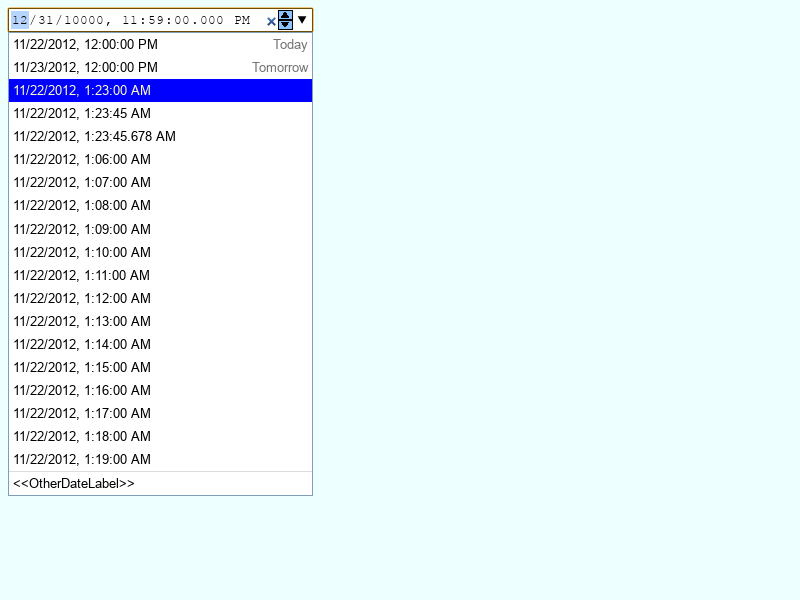 12/31/10000, 11:59:00.000 PM
11/22/2012, 12:00:00 PM Today
11/23/2012, 12:00:00 PM Tomorrow
11/22/2012, 1:23:00 AM
11/22/2012, 1:23:45 AM
11/22/2012, 1:23:45.678 AM
11/22/2012, 1:06:00 AM
11/22/2012, 1:07:00 AM
11/22/2012, 1:08:00 AM
11/22/2012, 1:09:00 AM
11/22/2012, 1:10:00 AM
11/22/2012, 1:11:00 AM
11/22/2012, 1:12:00 AM
11/22/2012, 1:13:00 AM
11/22/2012, 1:14:00 AM
11/22/2012, 1:15:00 AM
11/22/2012, 1:16:00 AM
11/22/2012, 1:17:00 AM
11/22/2012, 1:18:00 AM
11/22/2012, 1:19:00 AM
<<OtherDateLabel>>